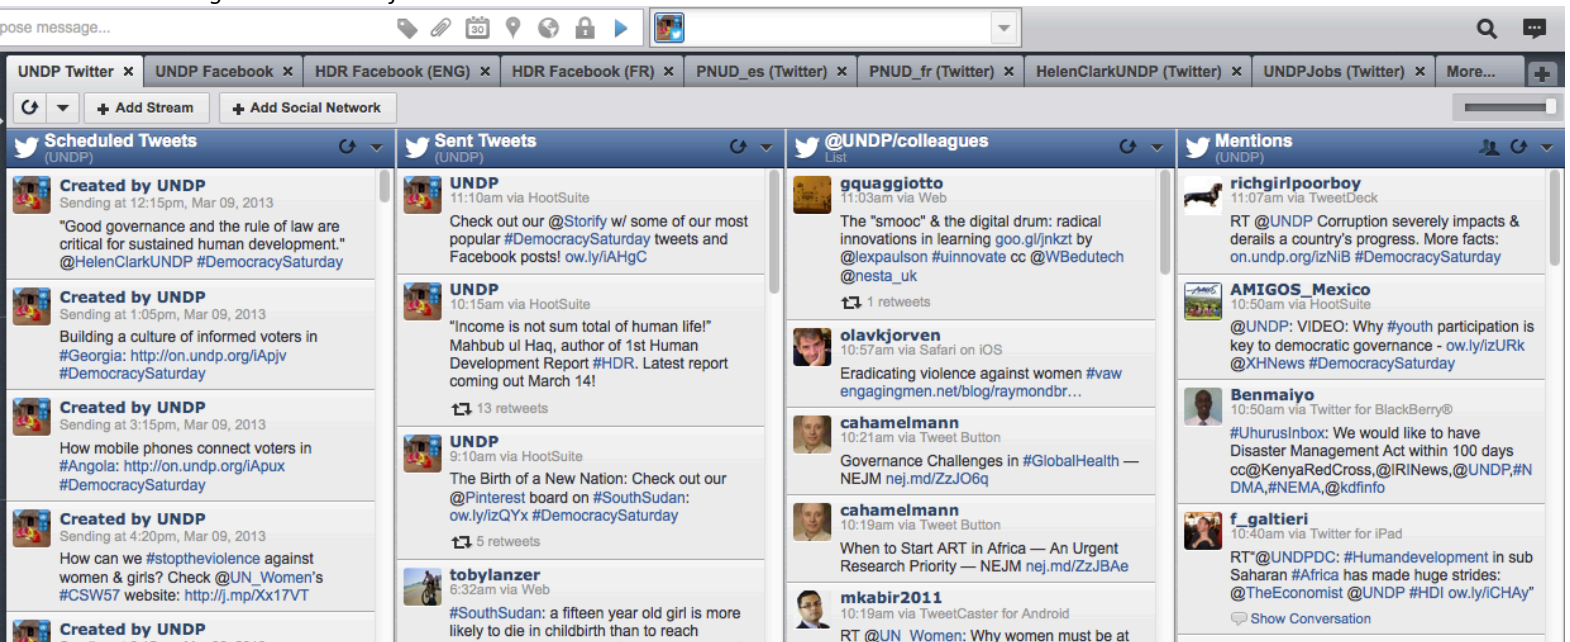 pose message...
30
UNDP Twitter × UNDP Facebook × HDR Facebook (ENG) × HDR Facebook (FR) × PNUD_es (Twitter) × PNUD_fr (Twitter) × HelenClarkUNDP (Twitter) × UNDPJobs (Twitter) × More... +
+ Add Stream + Add Social Network
Scheduled Tweets
(UNDP)
Created by UNDP
Sending at 12:15pm, Mar 09, 2013
"Good governance and the rule of law are
critical for sustained human development."
@HelenClarkUNDP #DemocracySaturday
Created by UNDP
Sending at 1:05pm, Mar 09, 2013
Building a culture of informed voters in
#Georgia: http://on.undp.org/iApjv
#DemocracySaturday
Created by UNDP
Sending at 3:15pm, Mar 09, 2013
How mobile phones connect voters in
#Angola: http://on.undp.org/iApux
#DemocracySaturday
Created by UNDP
Sending at 4:20pm, Mar 09, 2013
How can we #stoptheviolence against
women & girls? Check @UN_Women's
#CSW57 website: http://j.mp/Xx17VT
Created by UNDP
Sent Tweets
(UNDP)
UNDP
11:10am via HootSuite
Check out our @Storify w/ some of our most
popular #DemocracySaturday tweets and
Facebook posts! ow.ly/iAHgC
UNDP
10:15am via HootSuite
“Income is not sum total of human life!”
Mahbub ul Haq, author of 1st Human
Development Report #HDR. Latest report
coming out March 14!
13 retweets
UNDP
9:10am via HootSuite
The Birth of a New Nation: Check out our
@Pinterest board on #SouthSudan:
ow.ly/izQYx #DemocracySaturday
5 retweets
tobylanzer
6:32am via Web
#SouthSudan: a fifteen year old girl is more
likely to die in childbirth than to reach
@UNDP/colleagues
List
gquaggiotto
11:03am via Web
The "smooc" & the digital drum: radical
innovations in learning goo.gl/jnkzt by
@lexpaulson #uinnovate cc @WBedutech
@nesta_uk
1 retweets
olavkjorven
10:57am via Safari on iOS
Eradicating violence against women #vaw
engagingmen.net/blog/raymondbr…
cahamelmann
10:21am via Tweet Button
Governance Challenges in #GlobalHealth —
NEJM nej.md/ZzJO6q
cahamelmann
10:19am via Tweet Button
When to Start ART in Africa — An Urgent
Research Priority — NEJM nej.md/ZzJBAe
mkabir2011
10:19am via TweetCaster for Android
RT @UN_Women: Why women must be at
Mentions
(UNDP)
richgirlpoorboy
11:07am via TweetDeck
RT @UNDP Corruption severely impacts &
derails a country's progress. More facts:
on.undp.org/izNiB #DemocracySaturday
AMIGOS_Mexico
10:50am via HootSuite
@UNDP: VIDEO: Why #youth participation is
key to democratic governance - ow.ly/izURk
@XHNews #DemocracySaturday
Benmaiyo
10:50am via Twitter for BlackBerry®
#UhurusInbox: We would like to have
Disaster Management Act within 100 days
cc@KenyaRedCross,@IRINews,@UNDP,#N
DMA,#NEMA,@kdfinfo
f_galtieri
10:40am via Twitter for iPad
RT"@UNDPDC: #Humandevelopment in sub
Saharan #Africa has made huge strides:
@TheEconomist @UNDP #HDI ow.ly/iCHAy"
Show Conversation